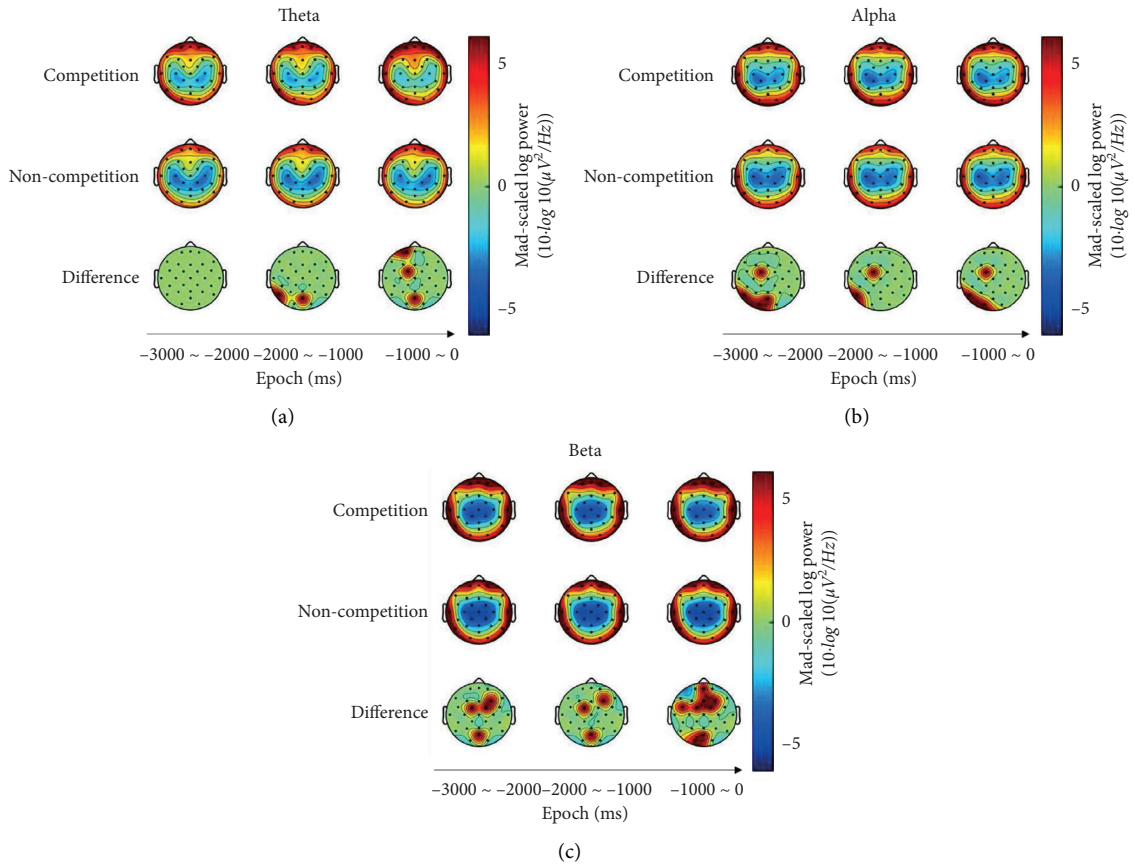 Theta
Competition
Non-competition
Difference
5
0
−5
Mad-scaled log power
(10·log 10(μV²/Hz))
−3000 ~ −2000 −2000 ~ −1000 −1000 ~ 0
Epoch (ms)
(a)
Alpha
Competition
Non-competition
Difference
5
0
−5
Mad-scaled log power
(10·log 10(μV²/Hz))
−3000 ~ −2000 −2000 ~ −1000 −1000 ~ 0
Epoch (ms)
(b)
Beta
Competition
Non-competition
Difference
5
0
−5
Mad-scaled log power
(10·log 10(μV²/Hz))
−3000 ~ −2000 −2000 ~ −1000 −1000 ~ 0
Epoch (ms)
(c)